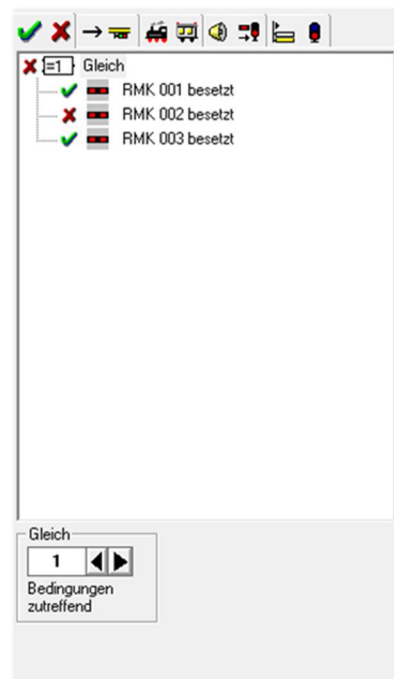 =1 Gleich
RMK 001 besetzt
RMK 002 besetzt
RMK 003 besetzt
Gleich
1
Bedingungen
zutreffend